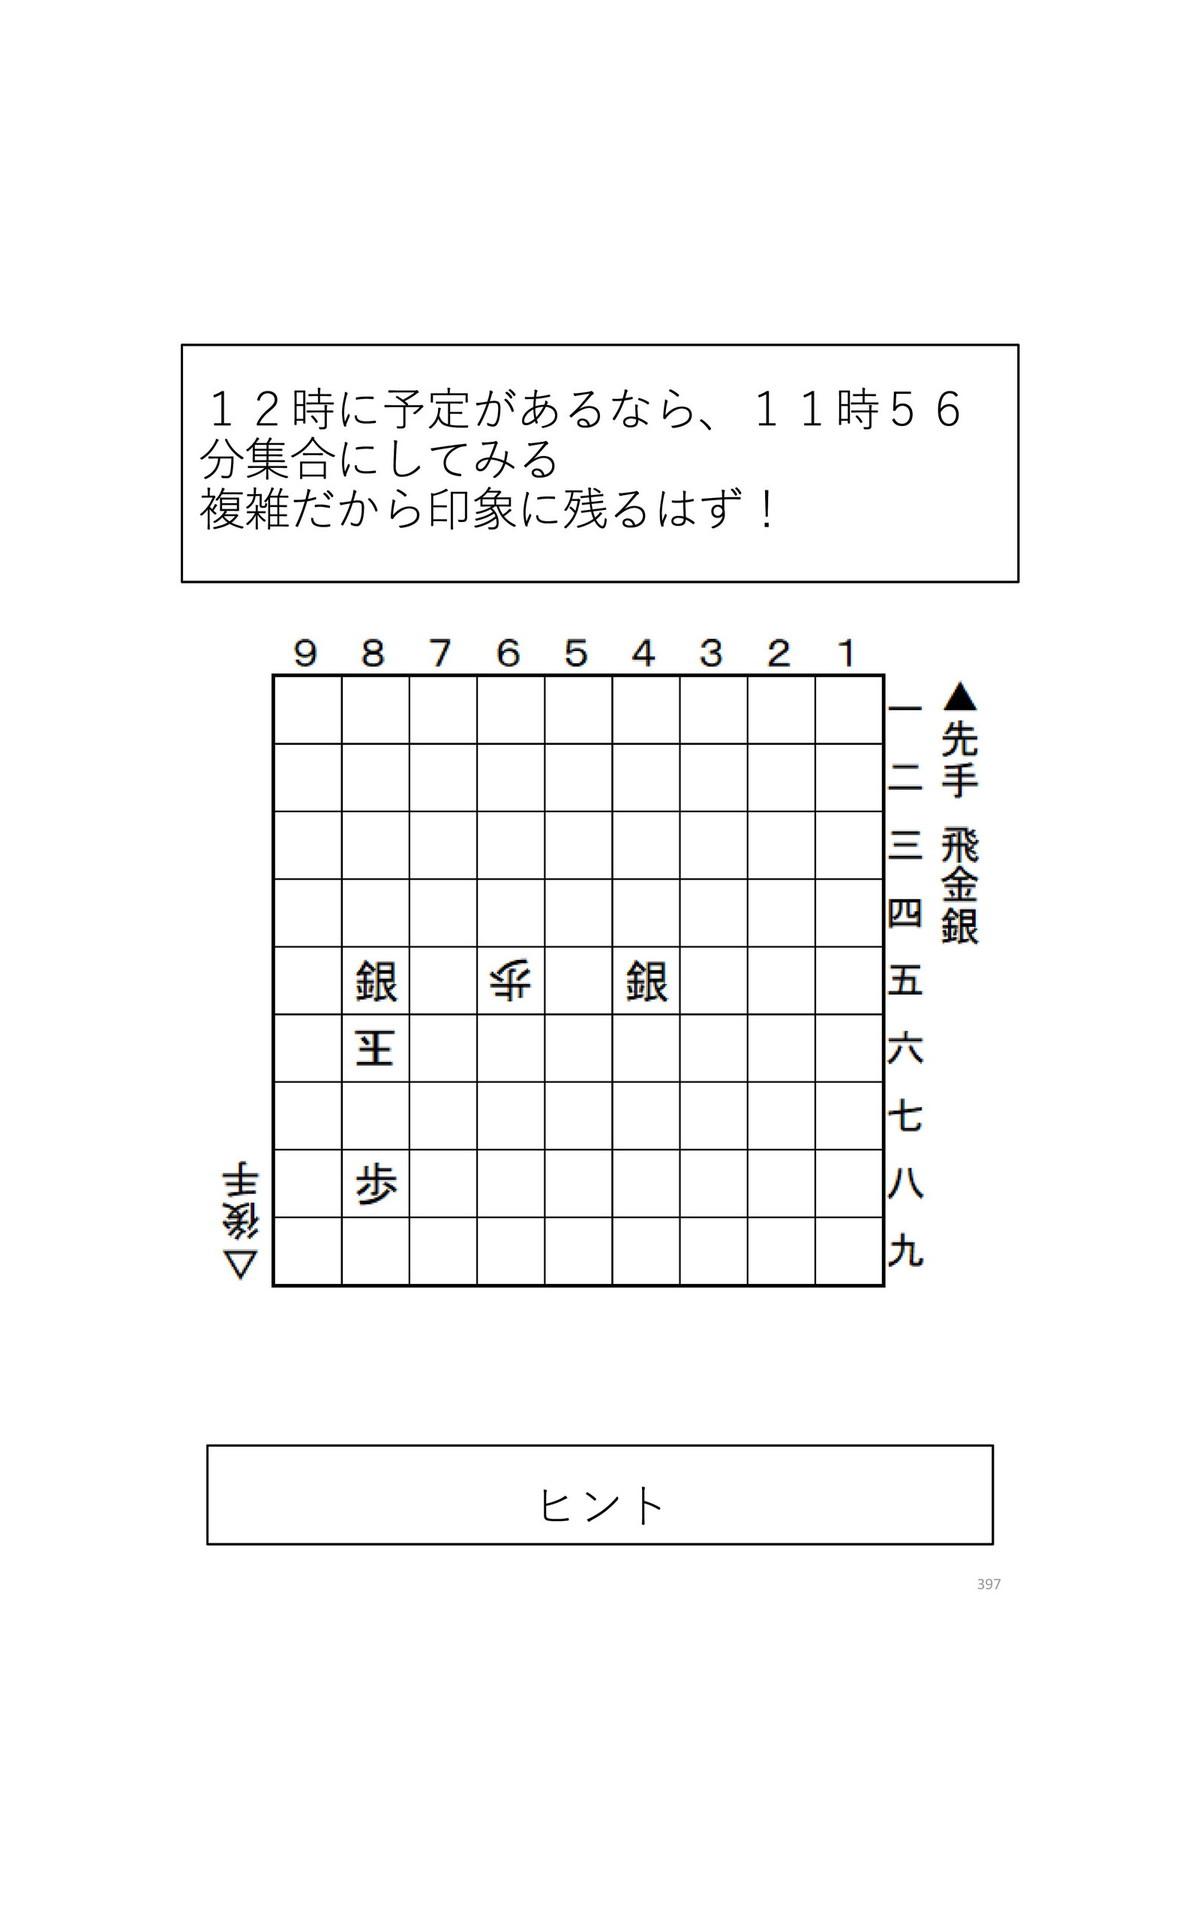 １２時に予定があるなら、１１時５６
分集合にしてみる
複雑だから印象に残るはず！
9 8 7 6 5 4 3 2 1
一
二
三
四
五
六
七
八
九
▲先手 飛金銀
銀 歩 銀
王
歩
△後手
ヒント
397